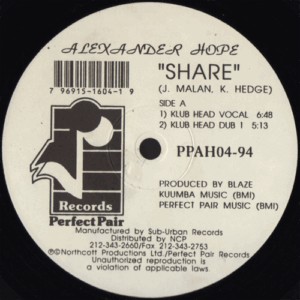 ALEXANDER HOPE
"SHARE"
(J. MALAN, K. HEDGE)
7 96915-1604-1 9
SIDE A
1) KLUB HEAD VOCAL 6:48
2) KLUB HEAD DUB 1 5:13
PPAH04-94
Records
Perfect Pair
PRODUCED BY BLAZE
KUUMBA MUSIC (BMI)
PERFECT PAIR MUSIC (BMI)
Manufactured by Sub-Urban Records
Distributed by NCP
212-343-2660/Fax 212-343-2753
℗©Northcott Productions Ltd./Perfect Pair Records
Unauthorized reproduction is
a violation of applicable laws.